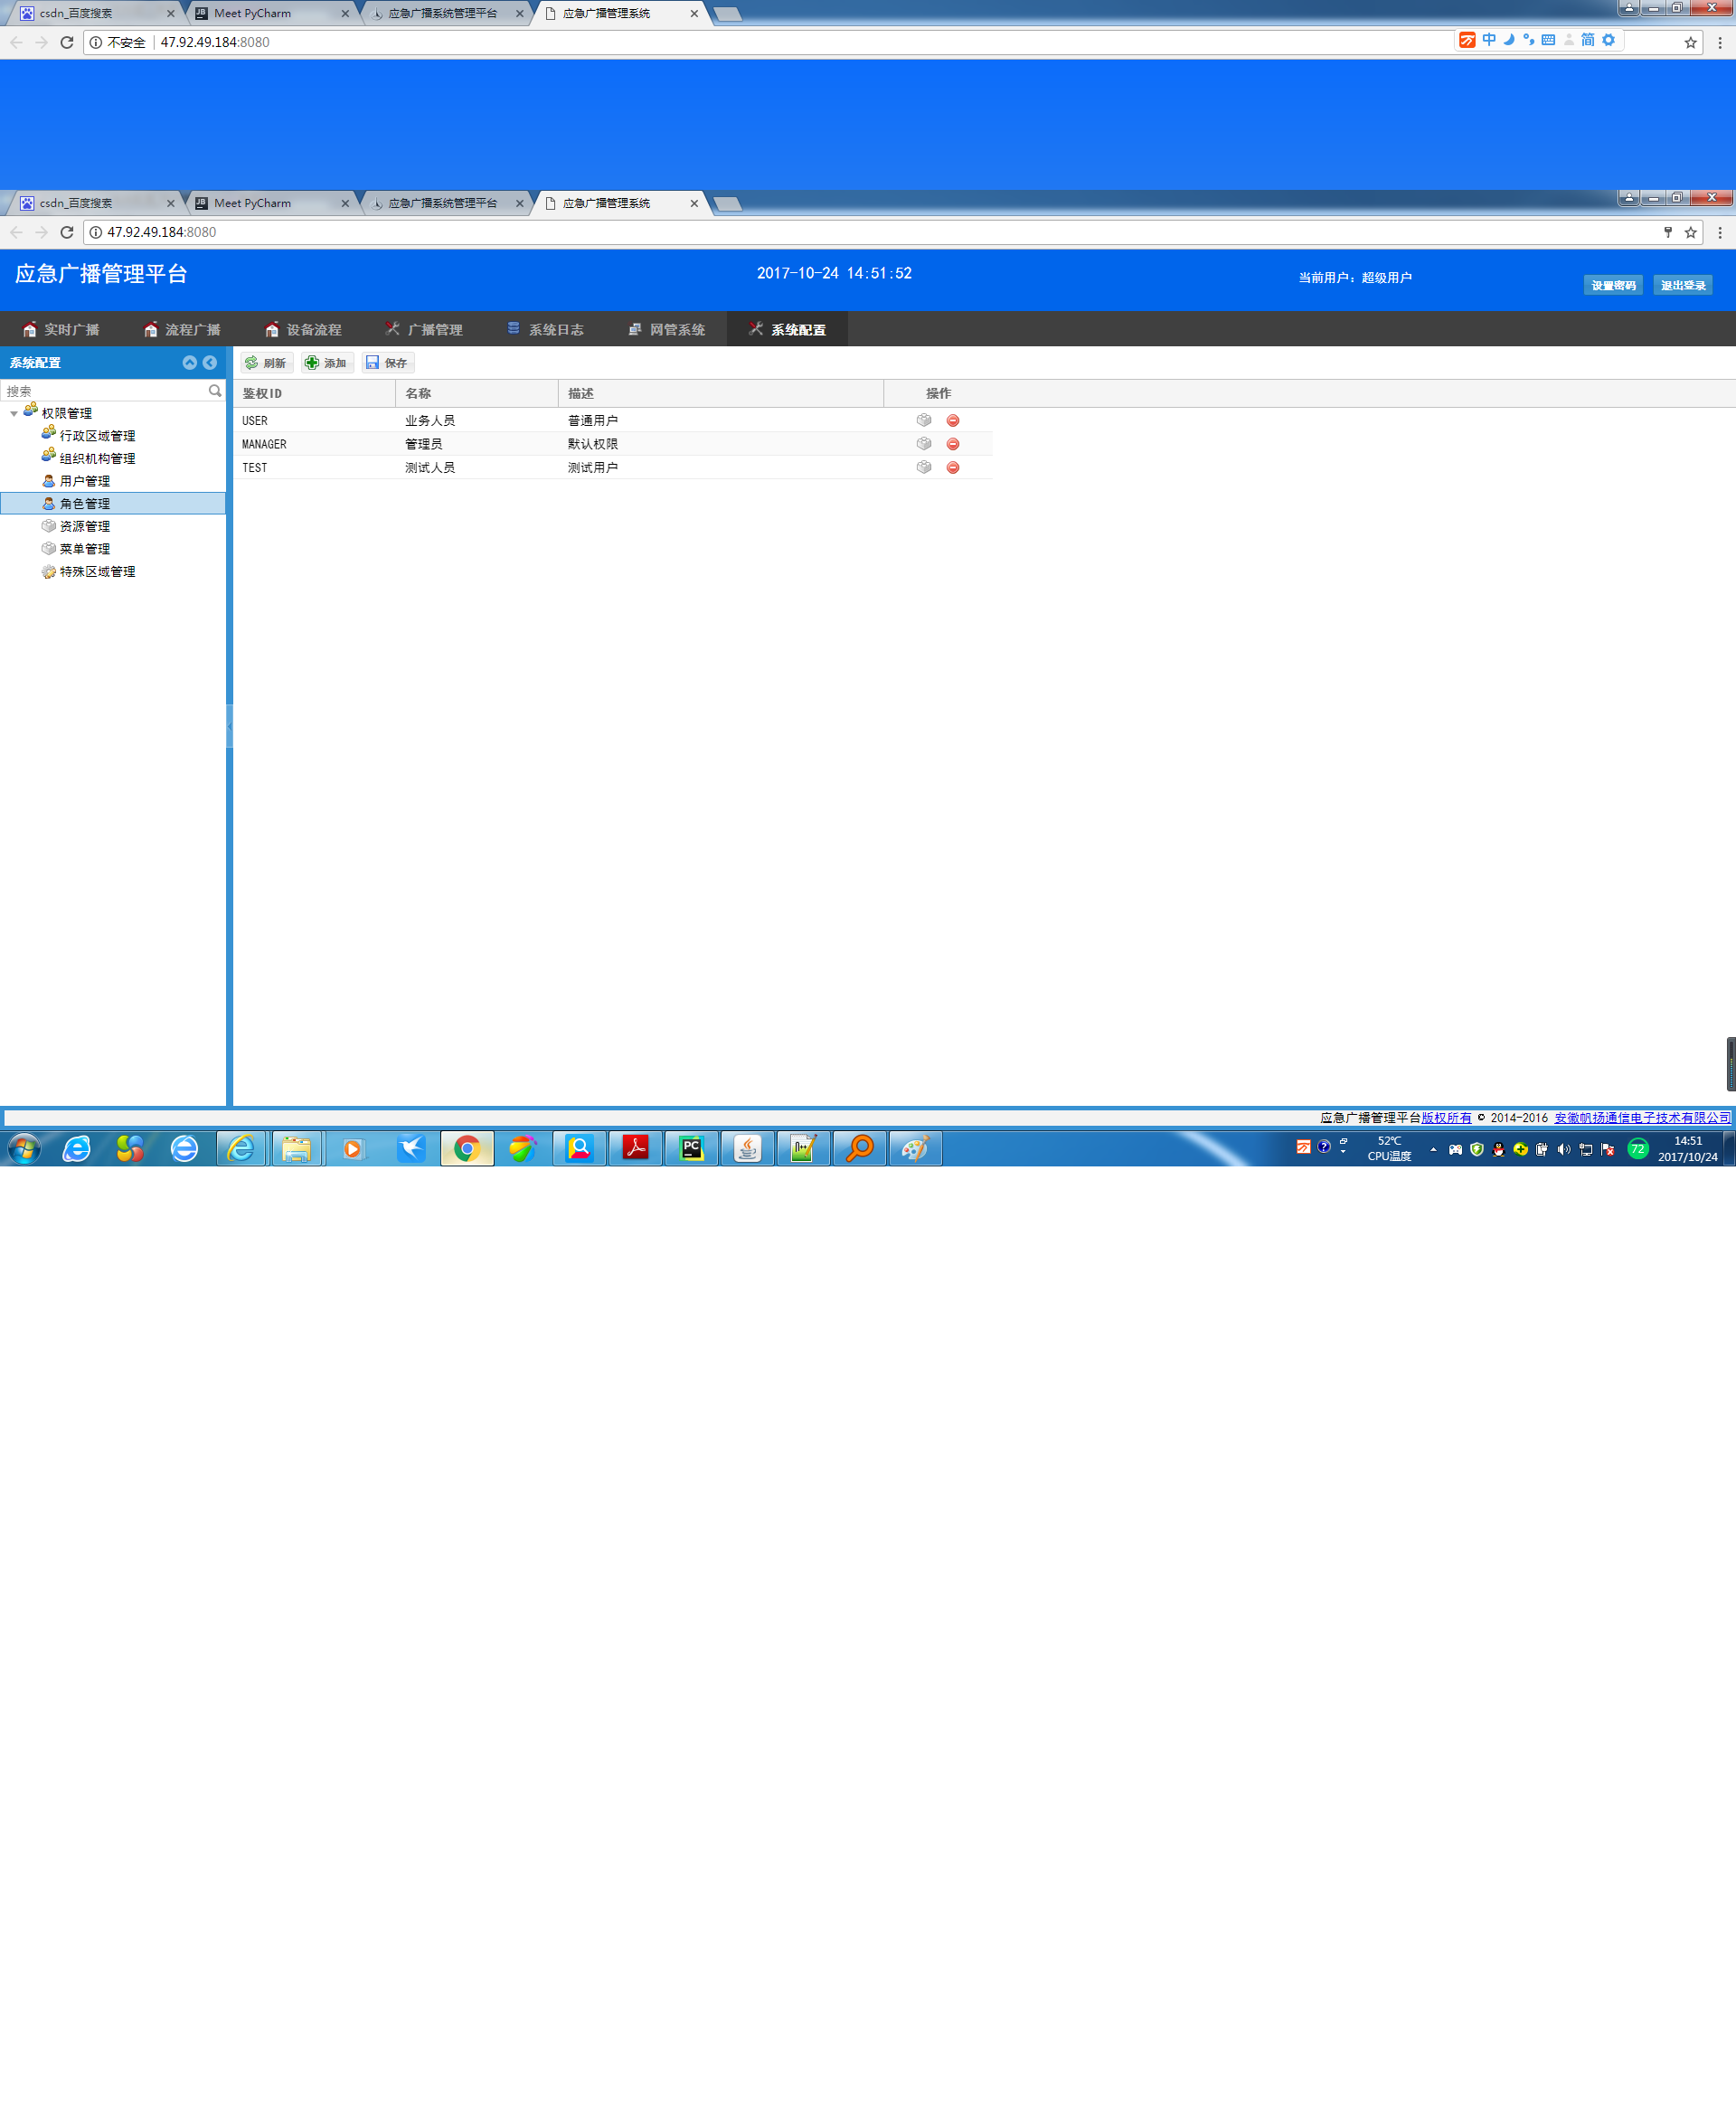 csdn_百度搜索 Meet PyCharm 应急广播系统管理平台 应急广播管理系统
不安全 47.92.49.184:8080 中 简
csdn_百度搜索 Meet PyCharm 应急广播系统管理平台 应急广播管理系统
47.92.49.184:8080
应急广播管理平台 2017-10-24 14:51:52 当前用户：超级用户 设置密码 退出登录
实时广播 流程广播 设备流程 广播管理 系统日志 网管系统 系统配置
系统配置 刷新 添加 保存
搜索 鉴权ID 名称 描述 操作
权限管理 USER 业务人员 普通用户
行政区域管理 MANAGER 管理员 默认权限
组织机构管理 TEST 测试人员 测试用户
用户管理
角色管理
资源管理
菜单管理
特殊区域管理
应急广播管理平台版权所有 © 2014-2016 安徽帆扬通信电子技术有限公司
52℃ 72 14:51
CPU温度 2017/10/24